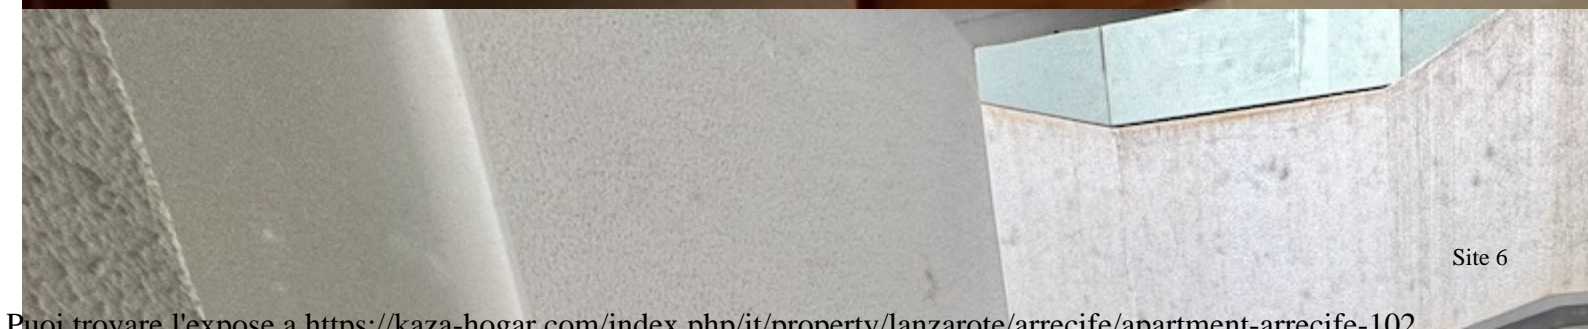 Site 6
Puoi trovare l'expose a https://kaza-hogar.com/index.php/it/property/lanzarote/arrecife/apartment-arrecife-102